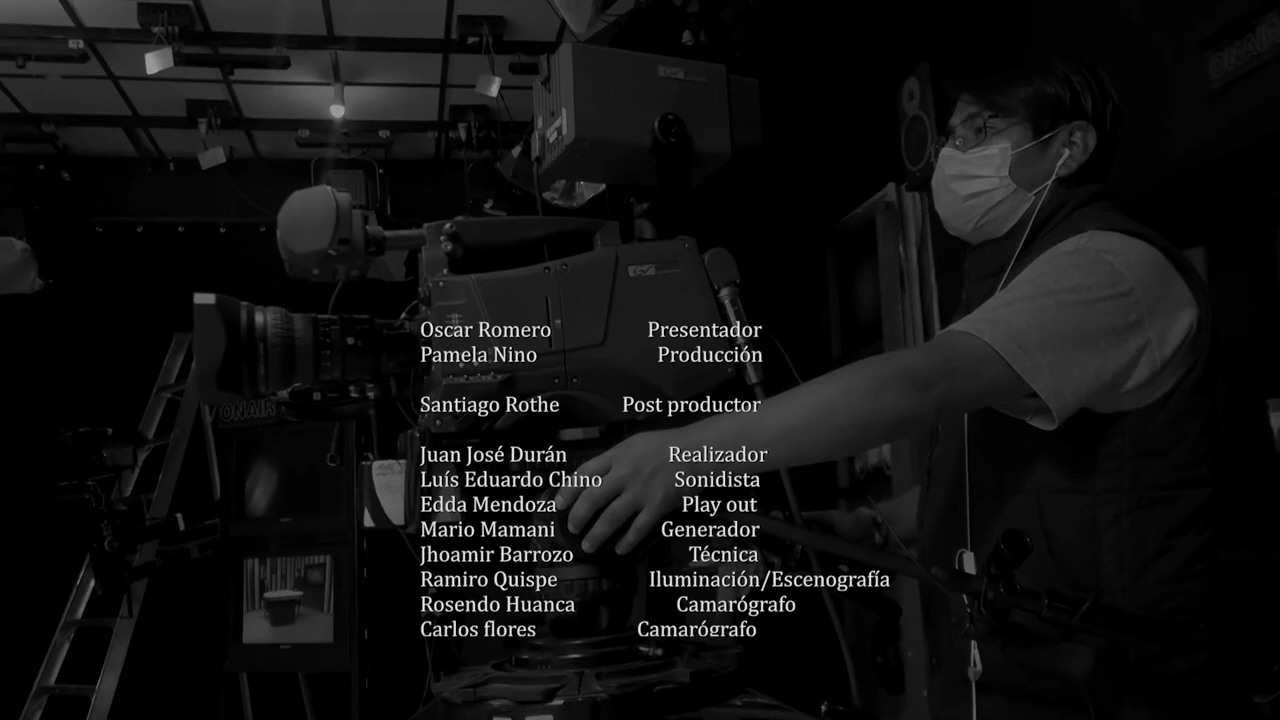 Oscar Romero Presentador
Pamela Nino Producción
Santiago Rothe Post productor
Juan José Durán Realizador
Luís Eduardo Chino Sonidista
Edda Mendoza Play out
Mario Mamani Generador
Jhoamir Barrozo Técnica
Ramiro Quispe Iluminación/Escenografía
Rosendo Huanca Camarógrafo
Carlos flores Camarógrafo
ONAIR